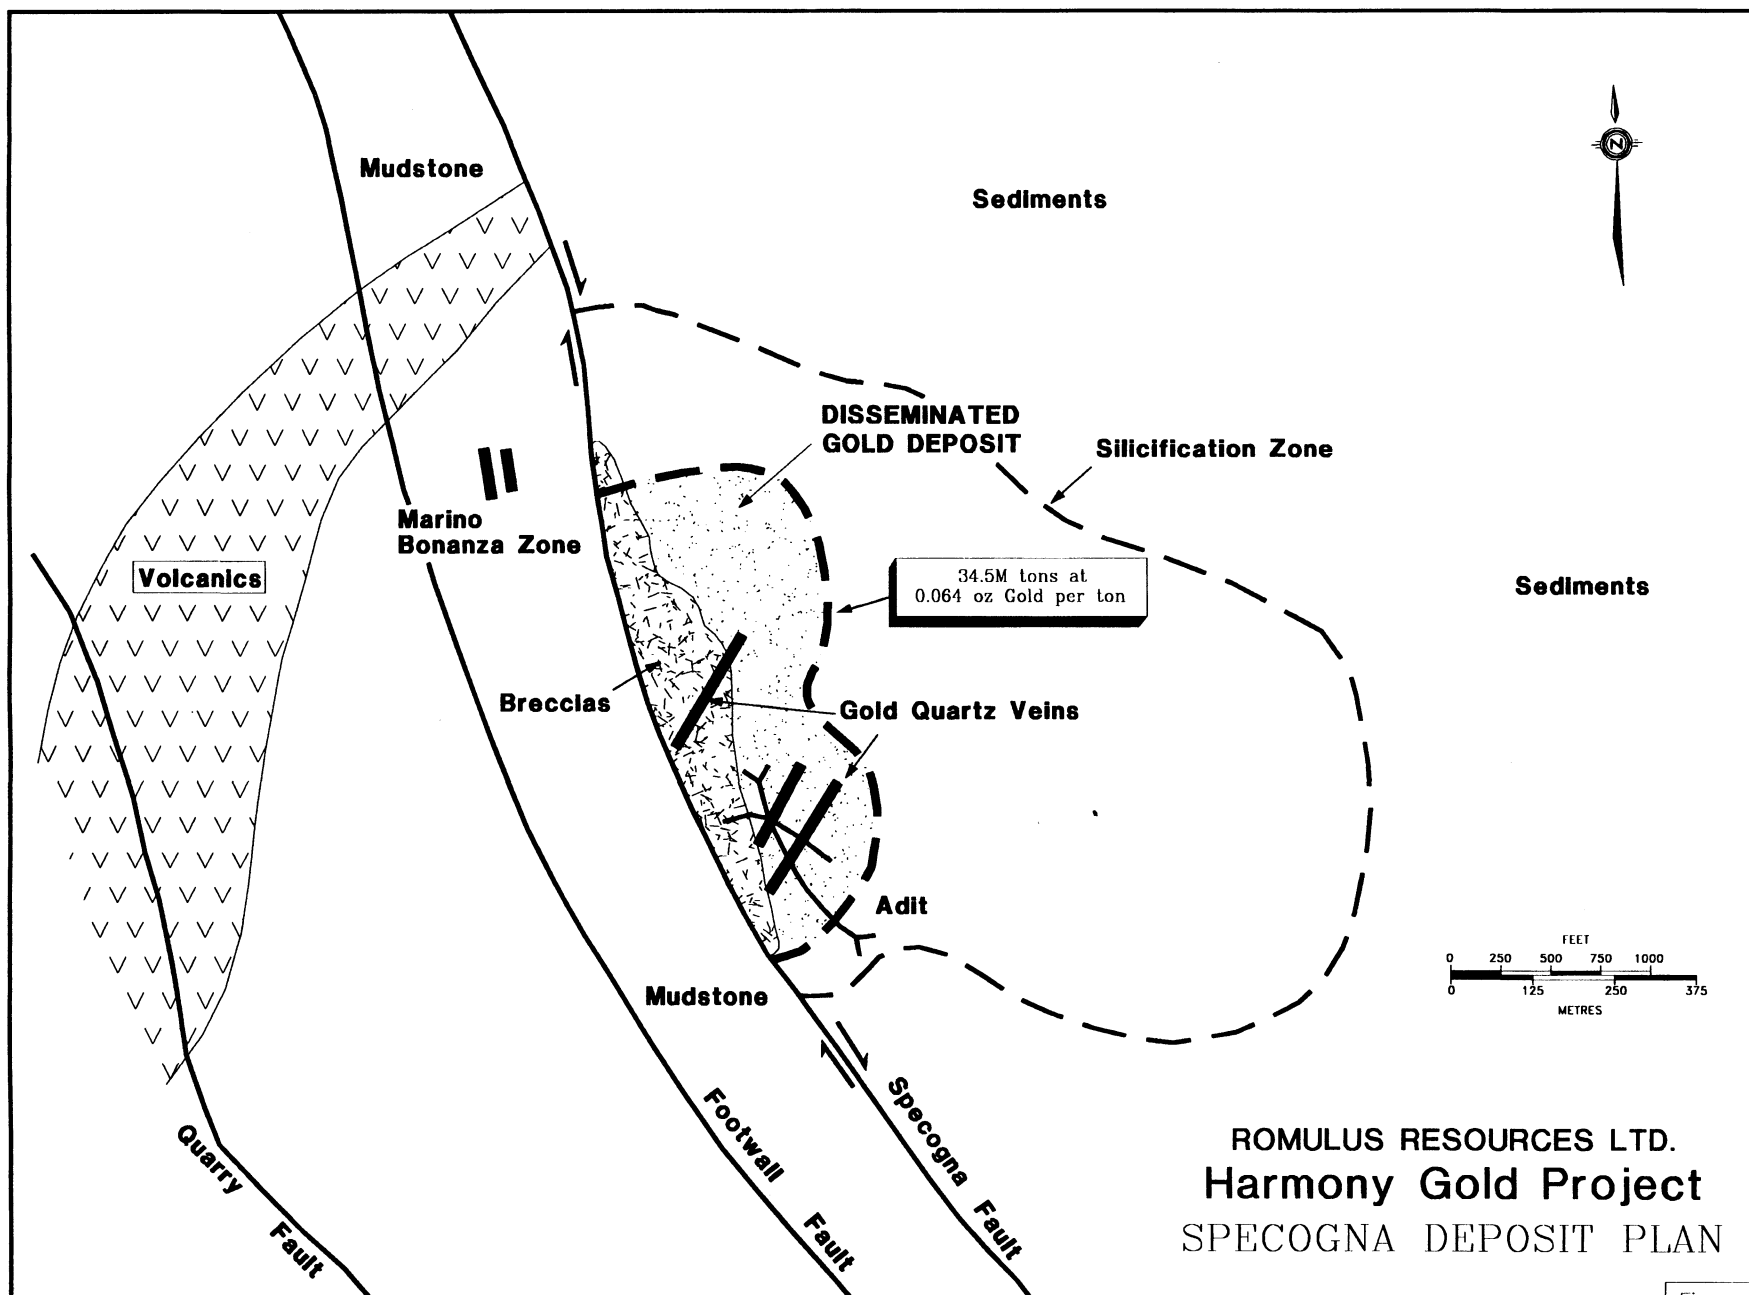 Mudstone
Sediments
N
DISSEMINATED
GOLD DEPOSIT
Silicification Zone
Marino
Bonanza Zone
Volcanics
34.5M tons at
0.064 oz Gold per ton
Sediments
Breccias
Gold Quartz Veins
Adit
Mudstone
FEET
0 250 500 750 1000
0 125 250 375
METRES
Quarry Fault
Footwall Fault
Specogna Fault
ROMULUS RESOURCES LTD.
Harmony Gold Project
SPECOGNA DEPOSIT PLAN